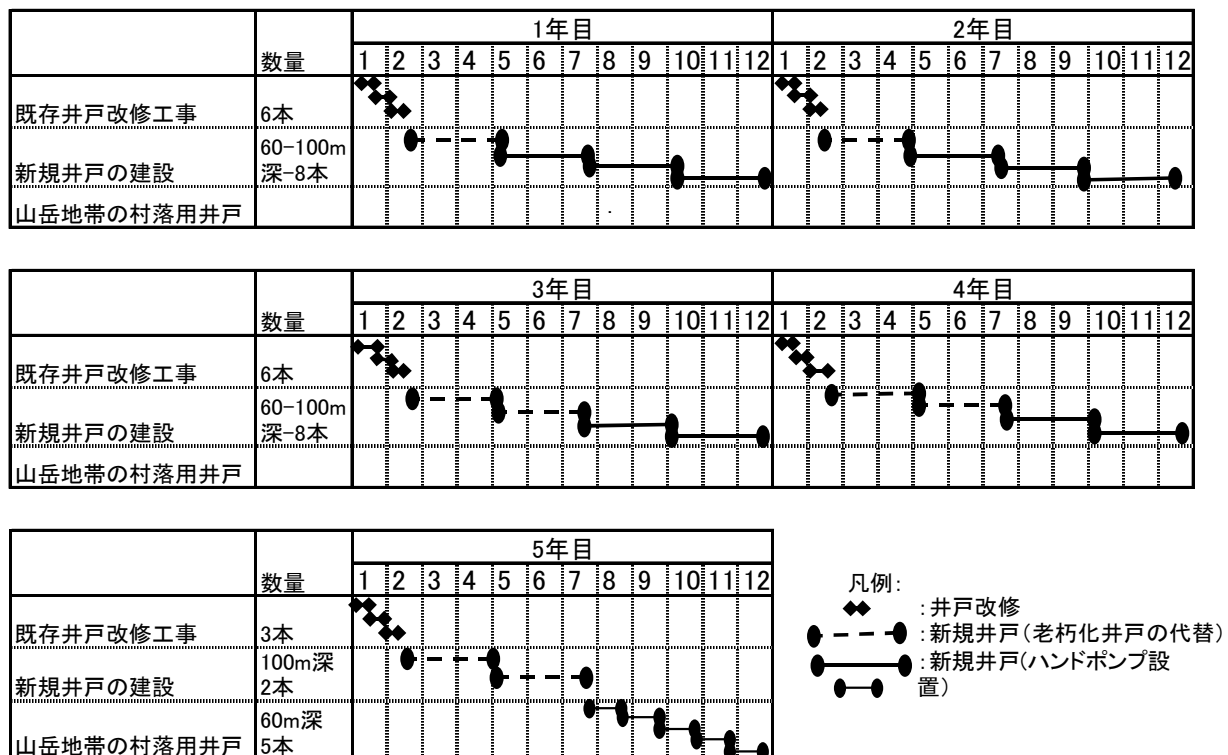 1年目 2年目
数量 1 2 3 4 5 6 7 8 9 10 11 12 1 2 3 4 5 6 7 8 9 10 11 12
既存井戸改修工事 6本
60-100m
新規井戸の建設 深-8本
山岳地帯の村落用井戸
3年目 4年目
数量 1 2 3 4 5 6 7 8 9 10 11 12 1 2 3 4 5 6 7 8 9 10 11 12
既存井戸改修工事 6本
60-100m
新規井戸の建設 深-8本
山岳地帯の村落用井戸
5年目
数量 1 2 3 4 5 6 7 8 9 10 11 12
既存井戸改修工事 3本
100m深
新規井戸の建設 2本
60m深
山岳地帯の村落用井戸 5本
凡例:
:井戸改修
:新規井戸(老朽化井戸の代替)
:新規井戸(ハンドポンプ設
置)